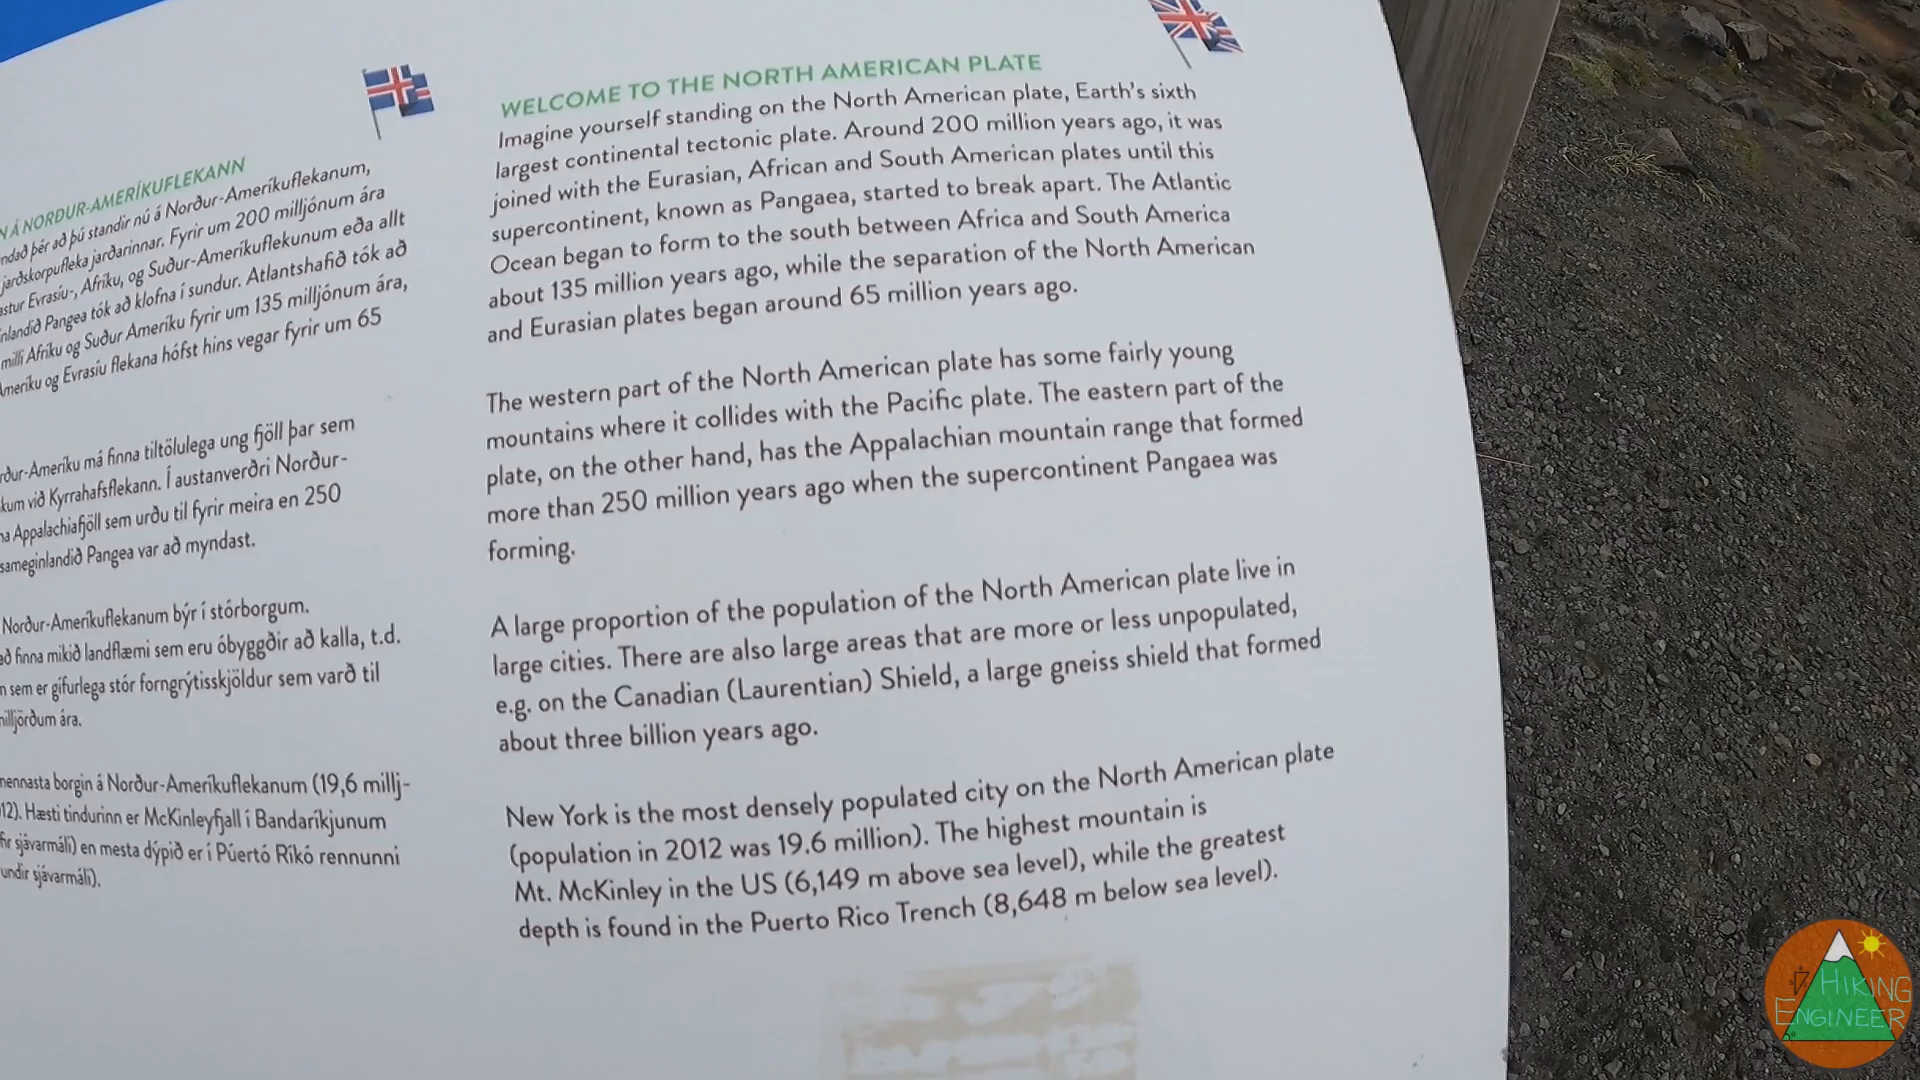 N Á NORÐUR-AMERÍKUFLEKANN
ndað þér að þú standir nú á Norður-Ameríkuflekanum,
jarðskorpufleka jarðarinnar. Fyrir um 200 milljónum ára
astur Evrasíu-, Afríku, og Suður-Ameríkuflekunum eða allt
nlandið Pangea tók að klofna í sundur. Atlantshafið tók að
milli Afríku og Suður Ameríku fyrir um 135 milljónum ára,
Ameríku og Evrasíu flekana hófst hins vegar fyrir um 65
rður-Ameríku má finna tiltölulega ung fjöll þar sem
kum við Kyrrahafsflekann. Í austanverðri Norður-
na Appalachiafjöll sem urðu til fyrir meira en 250
sameginlandið Pangea var að myndast.
Norður-Ameríkuflekanum býr í stórborgum.
að finna mikið landflæmi sem eru óbyggðir að kalla, t.d.
n sem er gífurlega stór forngrýtisskjöldur sem varð til
milljörðum ára.
mennasta borgin á Norður-Ameríkuflekanum (19,6 millj-
12). Hæsti tindurinn er McKinleyfjall í Bandaríkjunum
fir sjávarmáli) en mesta dýpið er í Púertó Ríkó rennunni
undir sjávarmáli).
WELCOME TO THE NORTH AMERICAN PLATE
Imagine yourself standing on the North American plate, Earth's sixth
largest continental tectonic plate. Around 200 million years ago, it was
joined with the Eurasian, African and South American plates until this
supercontinent, known as Pangaea, started to break apart. The Atlantic
Ocean began to form to the south between Africa and South America
about 135 million years ago, while the separation of the North American
and Eurasian plates began around 65 million years ago.
The western part of the North American plate has some fairly young
mountains where it collides with the Pacific plate. The eastern part of the
plate, on the other hand, has the Appalachian mountain range that formed
more than 250 million years ago when the supercontinent Pangaea was
forming.
A large proportion of the population of the North American plate live in
large cities. There are also large areas that are more or less unpopulated,
e.g. on the Canadian (Laurentian) Shield, a large gneiss shield that formed
about three billion years ago.
New York is the most densely populated city on the North American plate
(population in 2012 was 19.6 million). The highest mountain is
Mt. McKinley in the US (6,149 m above sea level), while the greatest
depth is found in the Puerto Rico Trench (8,648 m below sea level).
HIKING
ENGINEER